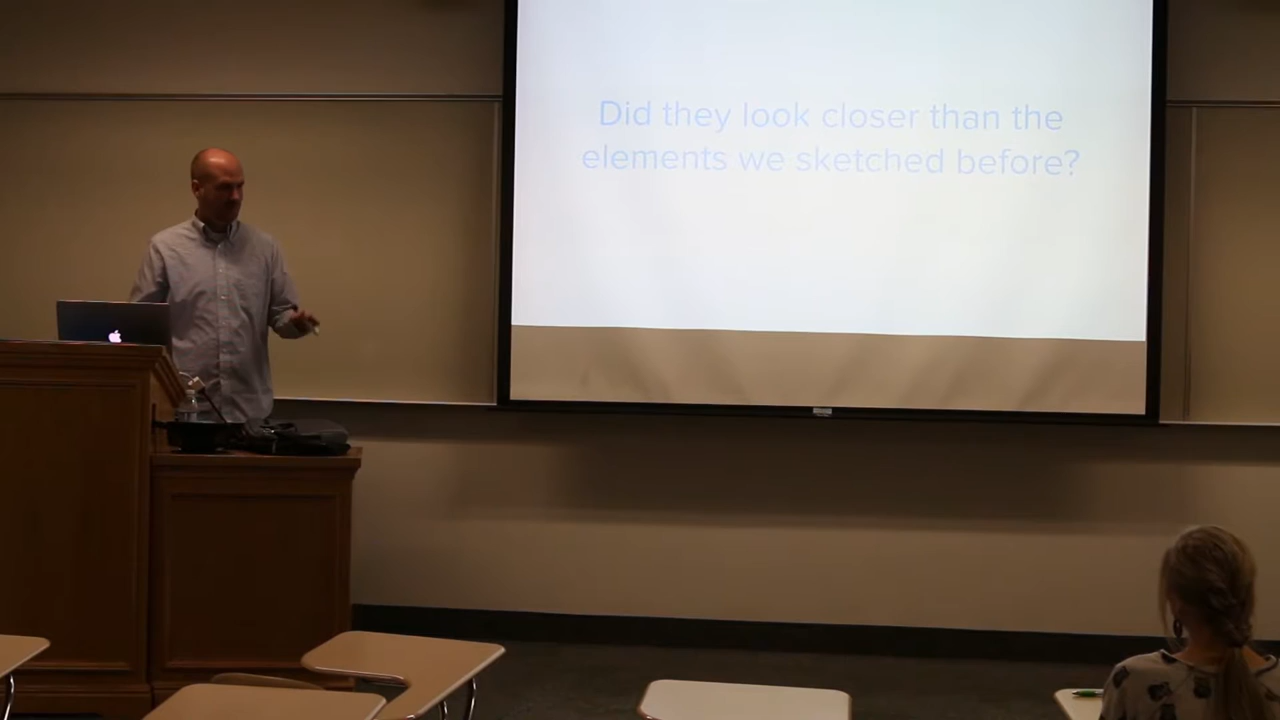 Did they look closer than the
elements we sketched before?